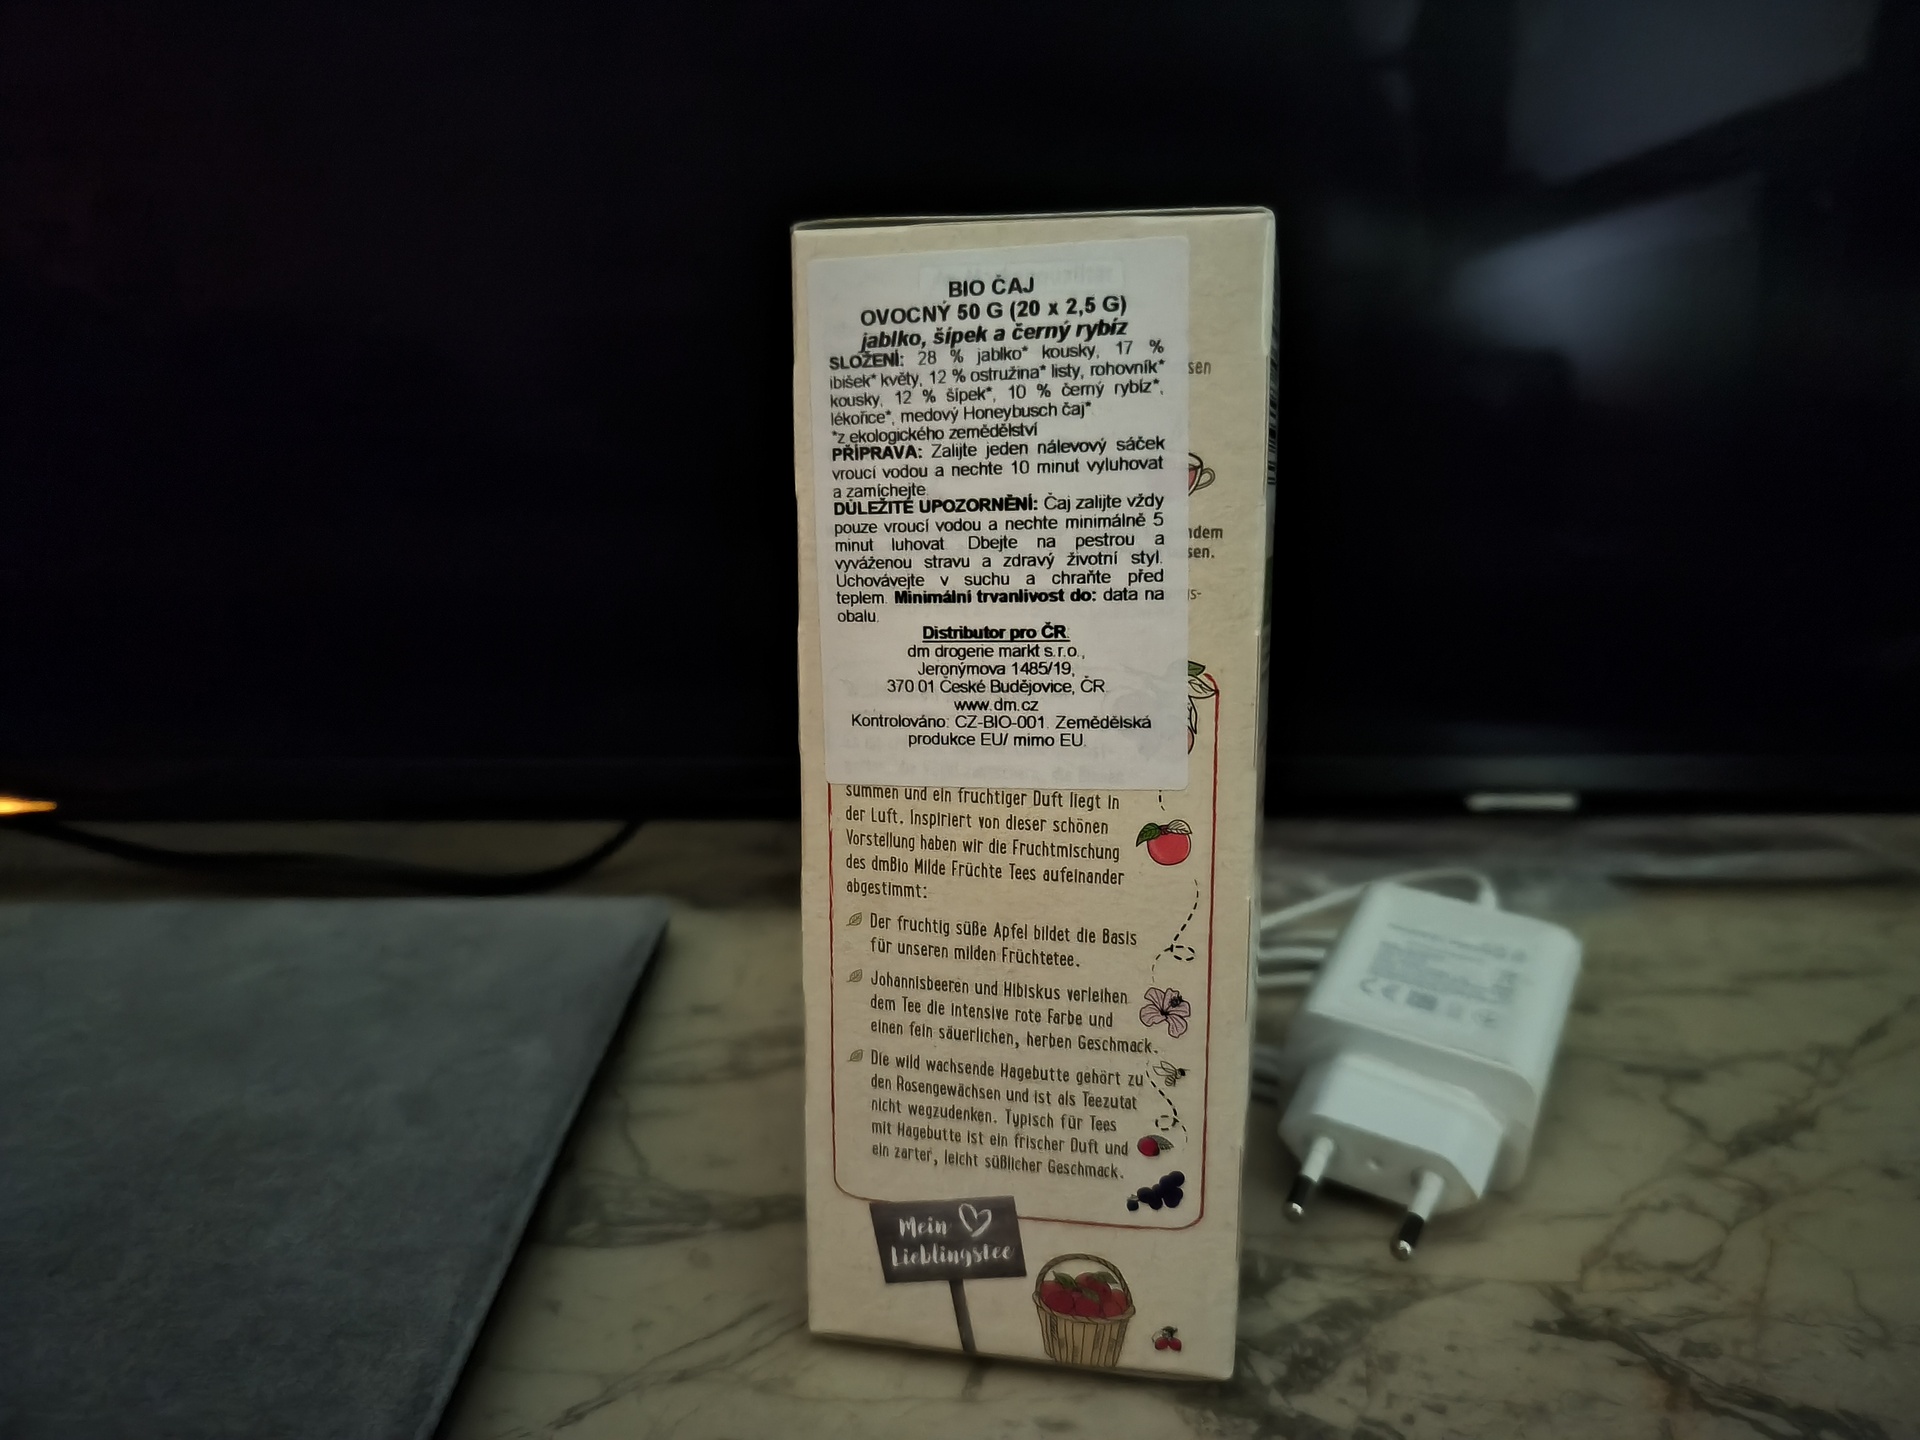 BIO ČAJ
OVOCNÝ 50 G (20 x 2,5 G)
jablko, šípek a černý rybíz
SLOŽENÍ: 28 % jablko* kousky, 17 %
ibišek* květy, 12 % ostružina* listy, rohovník*
kousky, 12 % šípek*, 10 % černý rybíz*,
lékořice*, medový Honeybusch čaj*
*z ekologického zemědělství
PŘÍPRAVA: Zalijte jeden nálevový sáček
vroucí vodou a nechte 10 minut vyluhovat
a zamíchejte.
DŮLEŽITÉ UPOZORNĚNÍ: Čaj zalijte vždy
pouze vroucí vodou a nechte minimálně 5
minut luhovat. Dbejte na pestrou a
vyváženou stravu a zdravý životní styl.
Uchovávejte v suchu a chraňte před
teplem. Minimální trvanlivost do: data na
obalu.
Distributor pro ČR:
dm drogerie markt s.r.o.,
Jeronýmova 1485/19,
370 01 České Budějovice, ČR
www.dm.cz
Kontrolováno: CZ-BIO-001. Zemědělská
produkce EU/ mimo EU.
sen
ndem
sen.
summen und ein fruchtiger Duft liegt in
der Luft. Inspiriert von dieser schönen
Vorstellung haben wir die Fruchtmischung
des dmBio Milde Früchte Tees aufeinander
abgestimmt:
Der fruchtig süße Apfel bildet die Basis
für unseren milden Früchtetee.
Johannisbeeren und Hibiskus verleihen
dem Tee die intensive rote Farbe und
einen fein säuerlichen, herben Geschmack.
Die wild wachsende Hagebutte gehört zu
den Rosengewächsen und ist als Teezutat
nicht wegzudenken. Typisch für Tees
mit Hagebutte ist ein frischer Duft und
ein zarter, leicht süßlicher Geschmack.
Mein
Lieblingstee